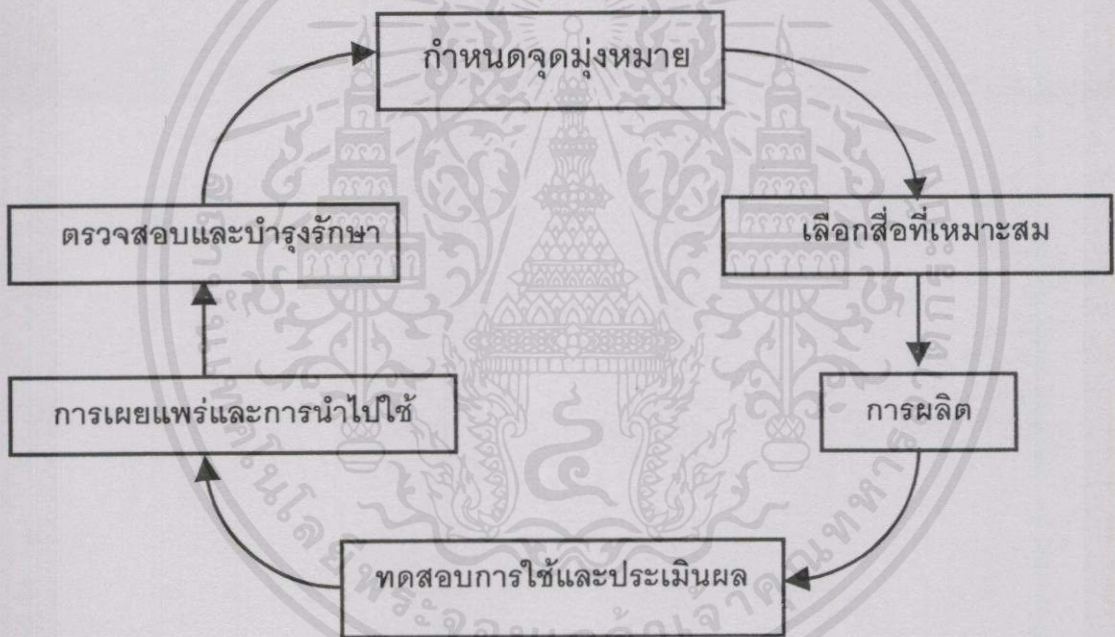 กำหนดจุดมุ่งหมาย
เลือกสื่อที่เหมาะสม
การผลิต
ทดสอบการใช้และประเมินผล
การเผยแพร่และการนำไปใช้
ตรวจสอบและบำรุงรักษา